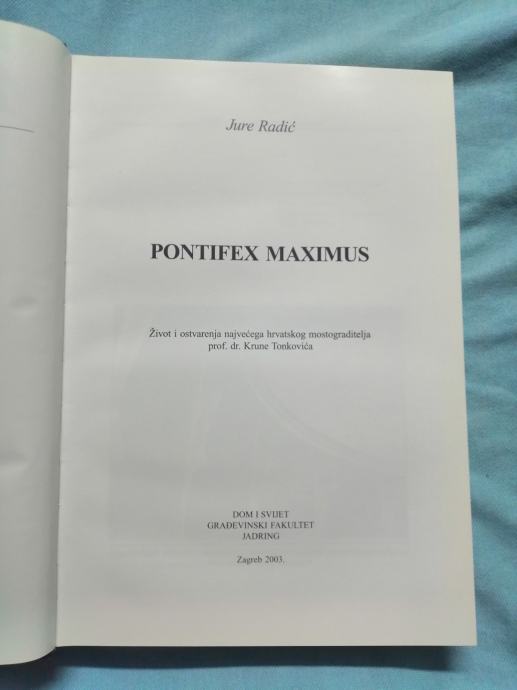 Jure Radić
PONTIFEX MAXIMUS
Život i ostvarenja najvećega hrvatskog mostograditelja
prof. dr. Krune Tonkovića
DOM I SVIJET
GRAĐEVINSKI FAKULTET
JADRING
Zagreb 2003.